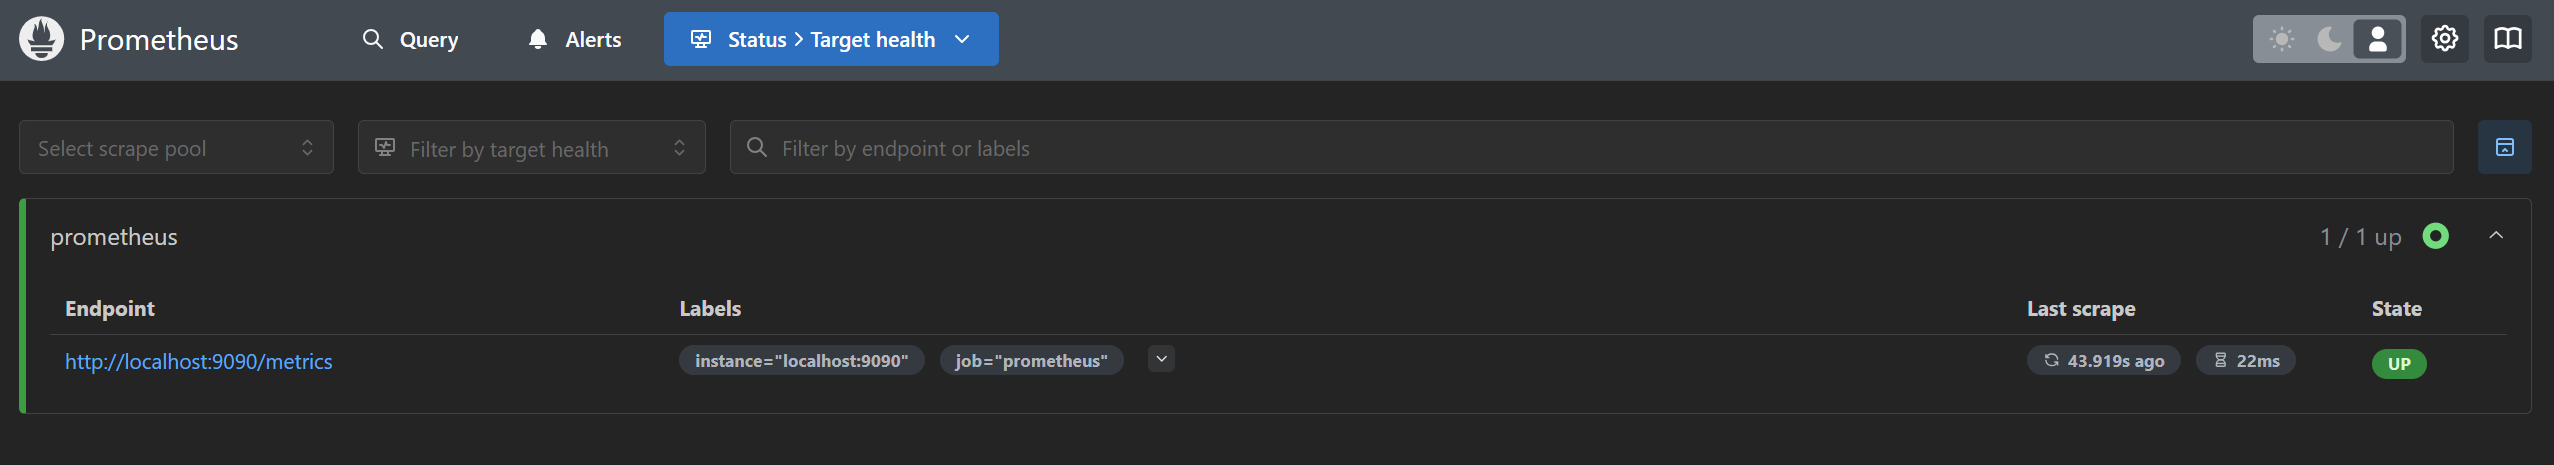 Prometheus Query Alerts Status > Target health
Select scrape pool Filter by target health Filter by endpoint or labels
prometheus 1 / 1 up
Endpoint Labels Last scrape State
http://localhost:9090/metrics instance="localhost:9090" job="prometheus" 43.919s ago 22ms UP